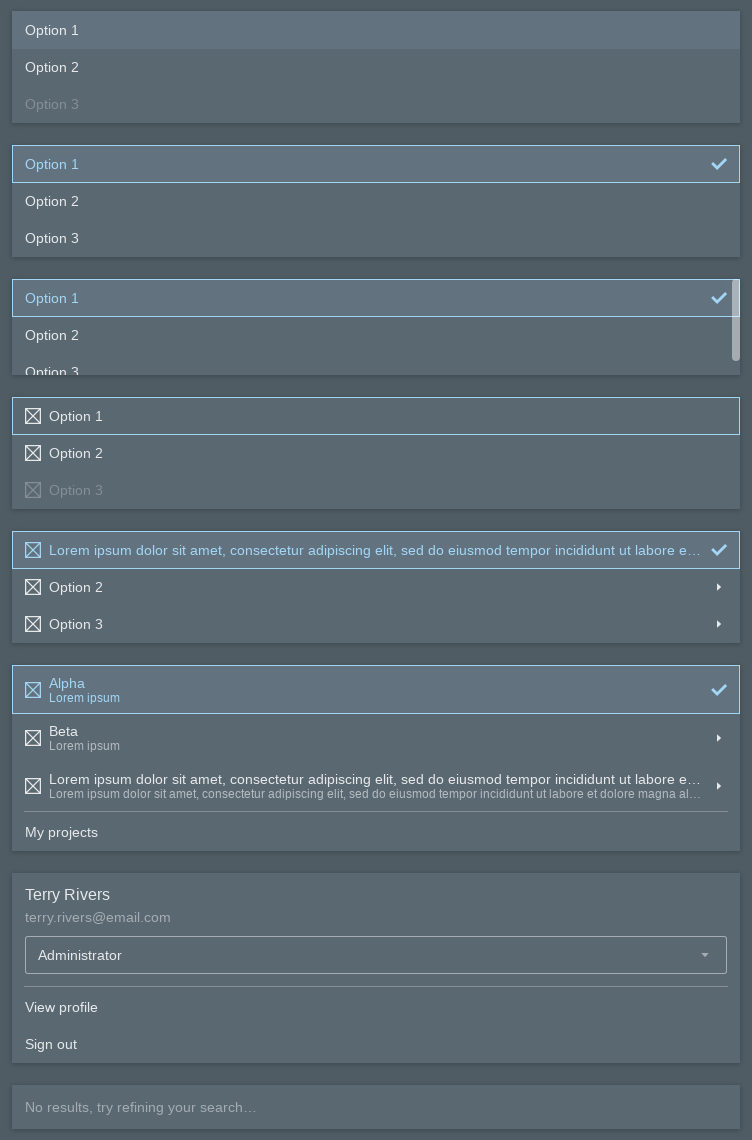 Option 1
Option 2
Option 3
Option 1
Option 2
Option 3
Option 1
Option 2
Option 3
Option 1
Option 2
Option 3
Lorem ipsum dolor sit amet, consectetur adipiscing elit, sed do eiusmod tempor incididunt ut labore e…
Option 2
Option 3
Alpha
Lorem ipsum
Beta
Lorem ipsum
Lorem ipsum dolor sit amet, consectetur adipiscing elit, sed do eiusmod tempor incididunt ut labore e…
Lorem ipsum dolor sit amet, consectetur adipiscing elit, sed do eiusmod tempor incididunt ut labore et dolore magna al…
My projects
Terry Rivers
terry.rivers@email.com
Administrator
View profile
Sign out
No results, try refining your search…